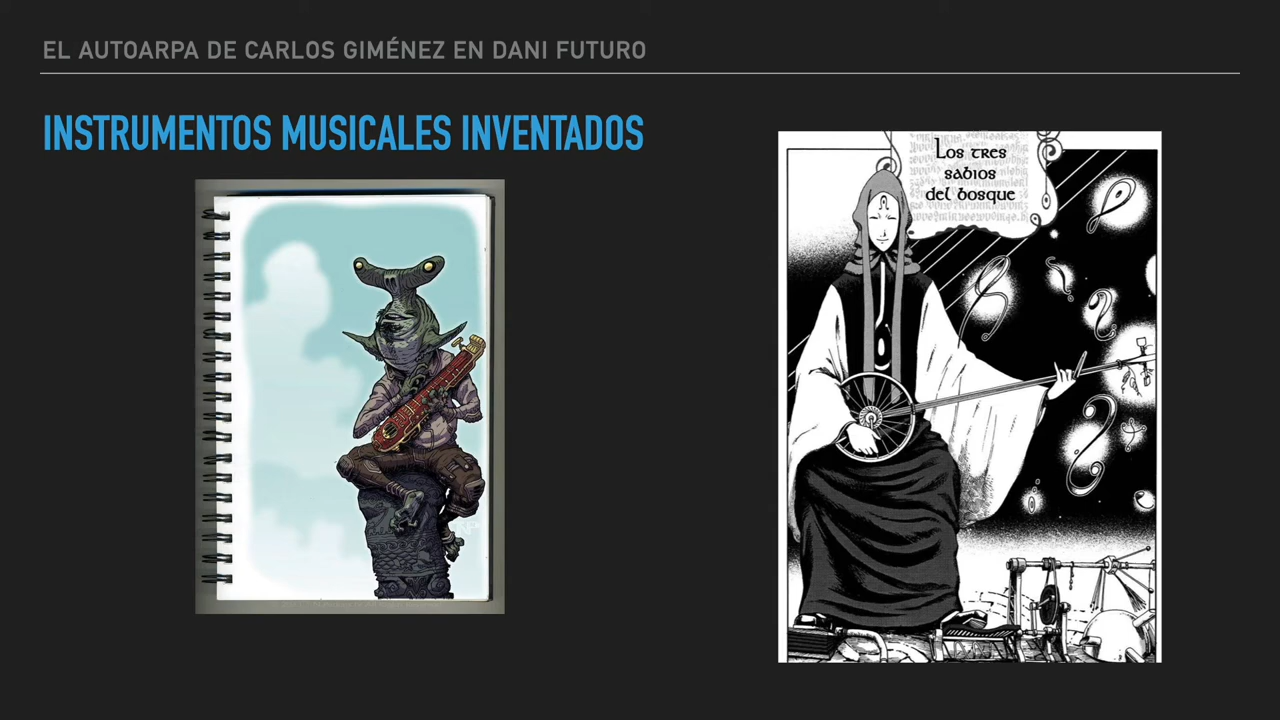 EL AUTOARPA DE CARLOS GIMÉNEZ EN DANI FUTURO
INSTRUMENTOS MUSICALES INVENTADOS
Los tres
sabios
del bosque